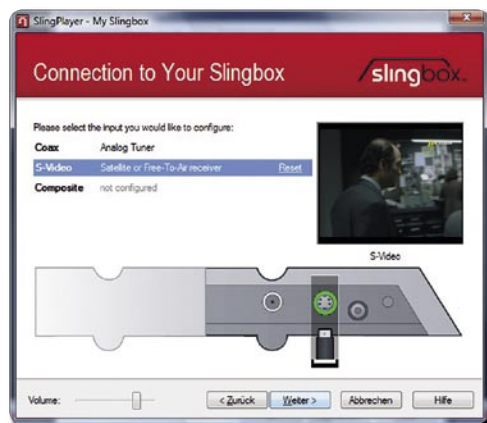 SlingPlayer - My Slingbox
Connection to Your Slingbox
slingbox.
Please select the input you would like to configure:
Coax Analog Tuner
S-Video Satellite or Free-To-Air receiver Reset
Composite not configured
S-Video
Volume: < Zurück Weiter > Abbrechen Hilfe